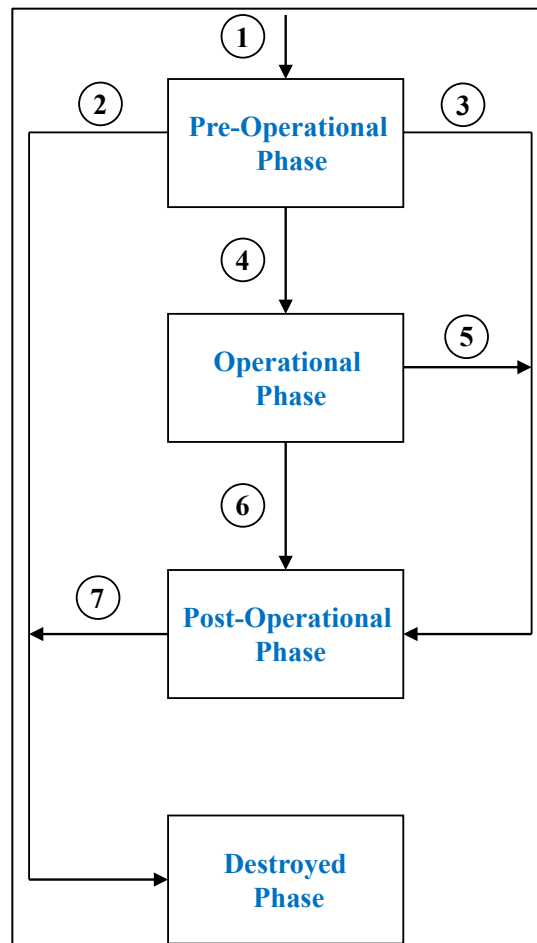 1
2
3
Pre-Operational
Phase
4
Operational
Phase
5
6
Post-Operational
Phase
7
Destroyed
Phase